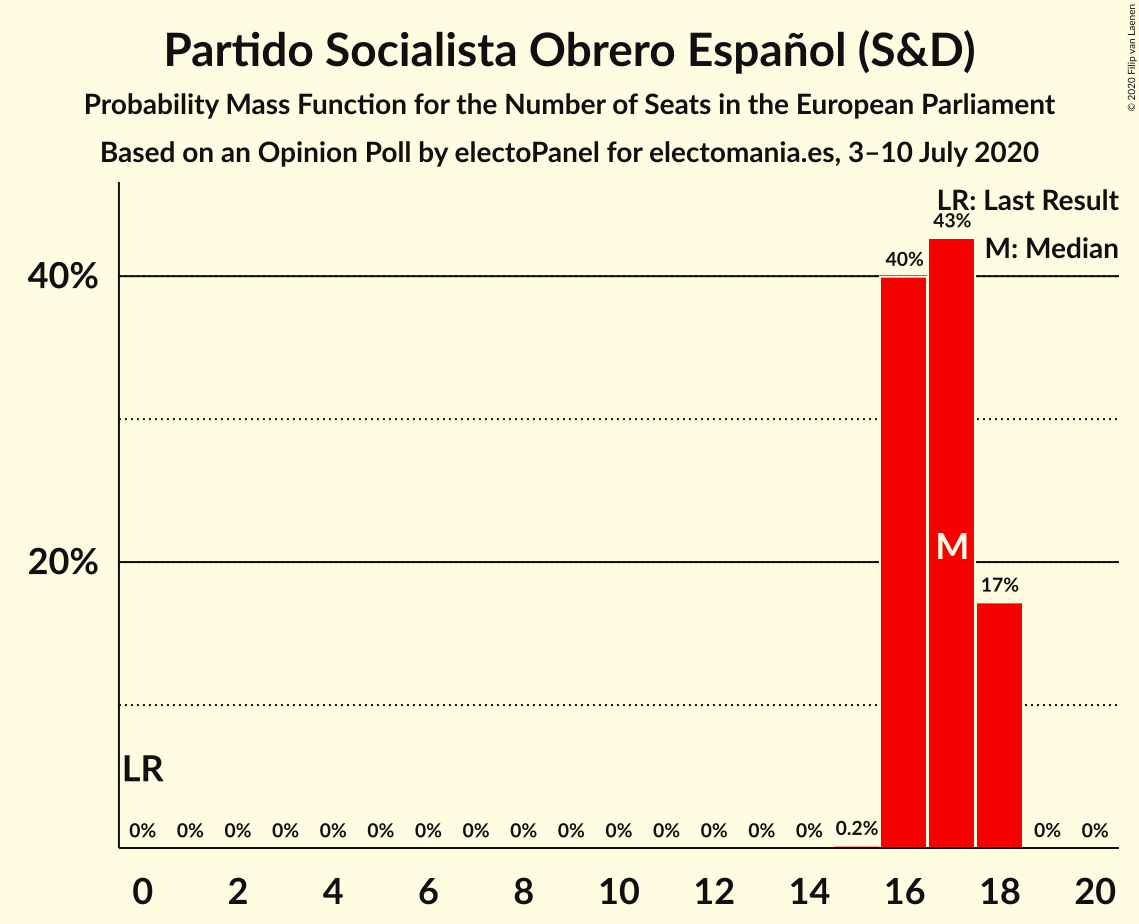 Partido Socialista Obrero Español (S&D)
Probability Mass Function for the Number of Seats in the European Parliament
Based on an Opinion Poll by electoPanel for electomania.es, 3–10 July 2020
© 2020 Filip van Laenen
LR: Last Result
M: Median
43%
40%
40%
20%
M
17%
LR
0% 0% 0% 0% 0% 0% 0% 0% 0% 0% 0% 0% 0% 0% 0% 0.2% 0% 0%
0 2 4 6 8 10 12 14 16 18 20